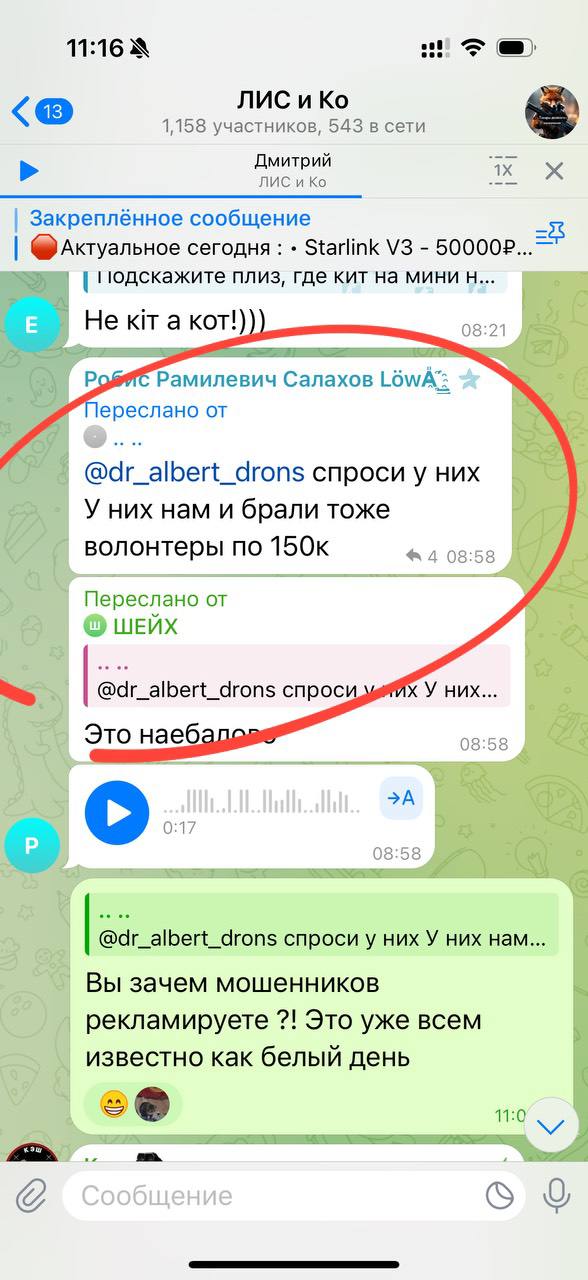 11:16
13
ЛИС и Ко
1,158 участников, 543 в сети
Дмитрий
ЛИС и Ко
1X
Закреплённое сообщение
Актуальное сегодня : • Starlink V3 - 50000₽...
Подскажите плиз, где кит на мини н...
Е
Не кіт а кот!)))
08:21
Робис Рамилевич Салахов LöwÄ
Переслано от
.. ..
@dr_albert_drons спроси у них
У них нам и брали тоже
волонтеры по 150к
4 08:58
Переслано от
Ш ШЕЙХ
.. ..
@dr_albert_drons спроси у них У них...
Это наебалово
08:58
→A
0:17
Р
08:58
.. ..
@dr_albert_drons спроси у них У них нам...
Вы зачем мошенников
рекламируете ?! Это уже всем
известно как белый день
11:0
КЭШ
Сообщение